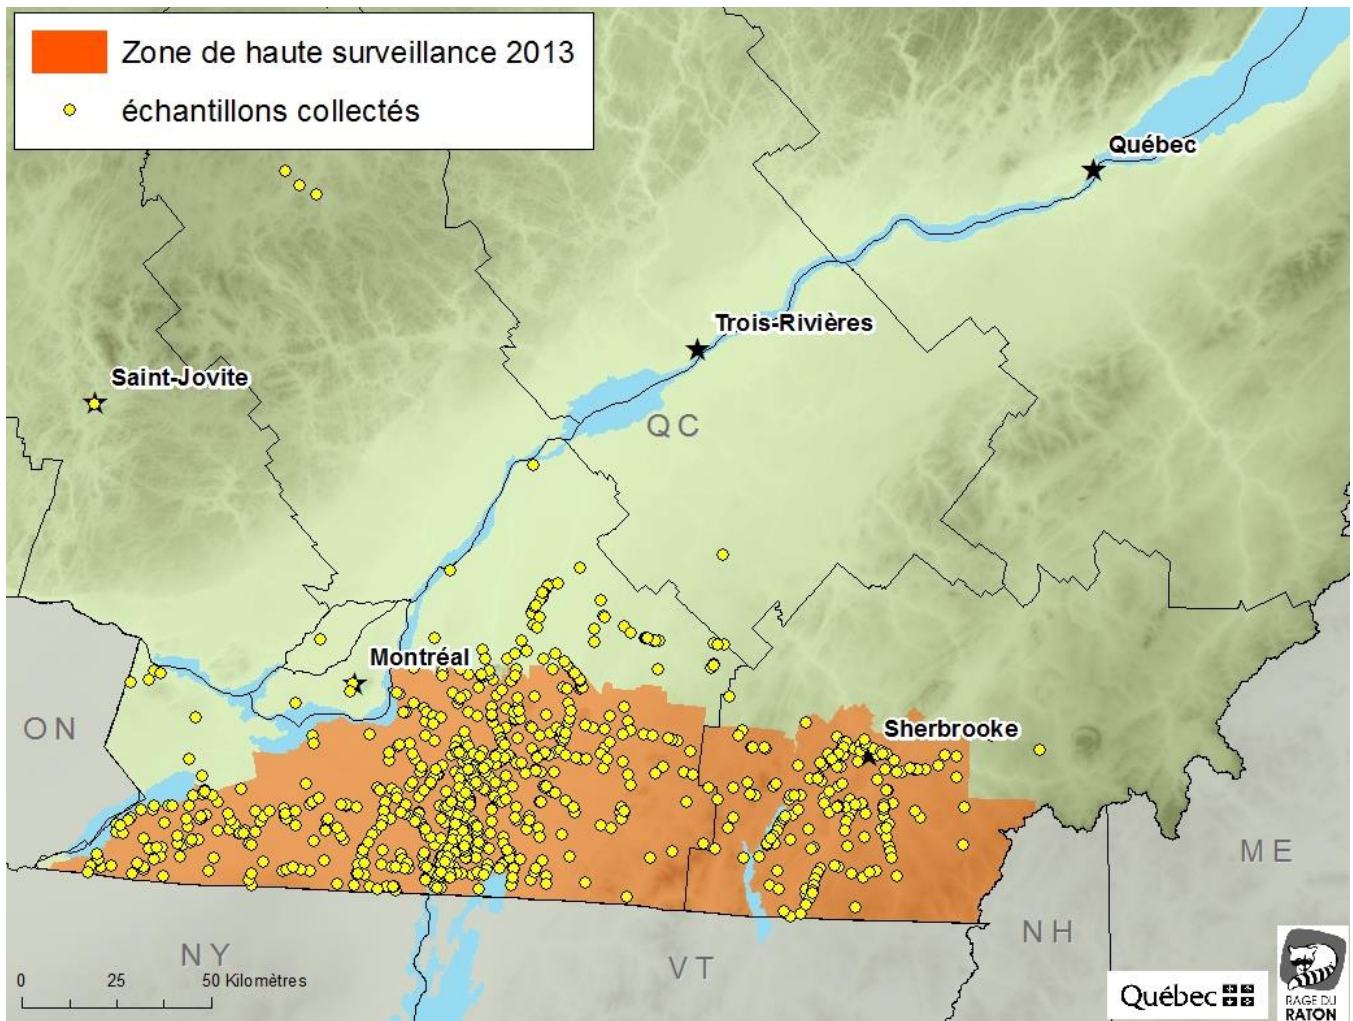 Zone de haute surveillance 2013
échantillons collectés
Québec
Trois-Rivières
Saint-Jovite
QC
Montréal
Sherbrooke
ON
ME
NY
VT
NH
0 25 50 Kilomètres
Québec
RAGE DU
RATON